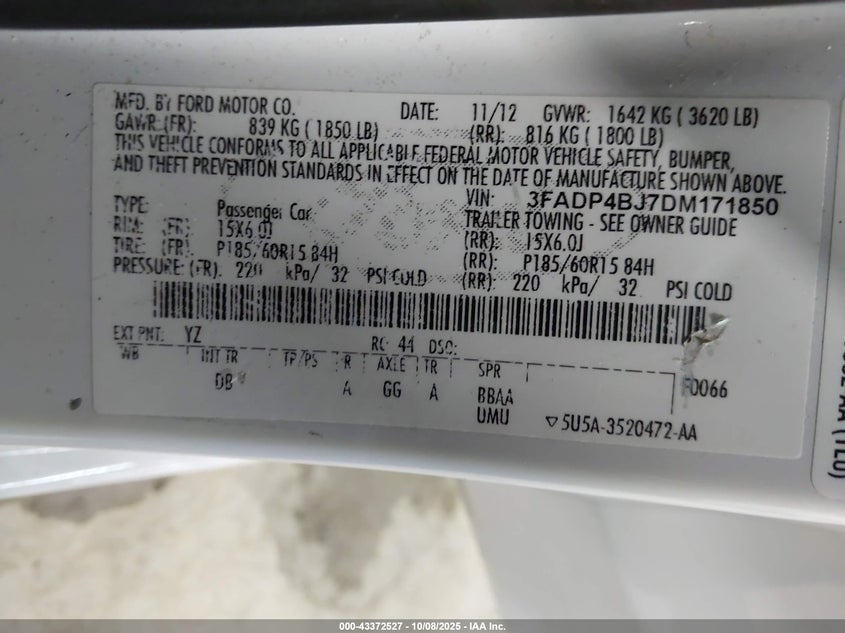 MFD. BY FORD MOTOR CO. DATE: 11/12 GVWR: 1642 KG ( 3620 LB)
GAWR (FR): 839 KG ( 1850 LB) (RR): 816 KG ( 1800 LB)
THIS VEHICLE CONFORMS TO ALL APPLICABLE FEDERAL MOTOR VEHICLE SAFETY, BUMPER,
AND THEFT PREVENTION STANDARDS IN EFFECT ON THE DATE OF MANUFACTURE SHOWN ABOVE.
VIN: 3FADP4BJ7DM171850
TYPE: Passenger Car TRAILER TOWING - SEE OWNER GUIDE
RIM: (FR): 15X6.0J (RR): 15X6.0J
TIRE: (FR): P185/60R15 84H (RR): P185/60R15 84H
PRESSURE: (FR): 220 kPa/ 32 PSI COLD (RR): 220 kPa/ 32 PSI COLD
EXT PNT: YZ RC: 44 DSO:
WB INT TR TP/PS R AXLE TR SPR F0066
DB A GG A BBAA
UMU ▽5U5A-3520472-AA
AA (TL0)
000-43372527 - 10/08/2025 - IAA Inc.